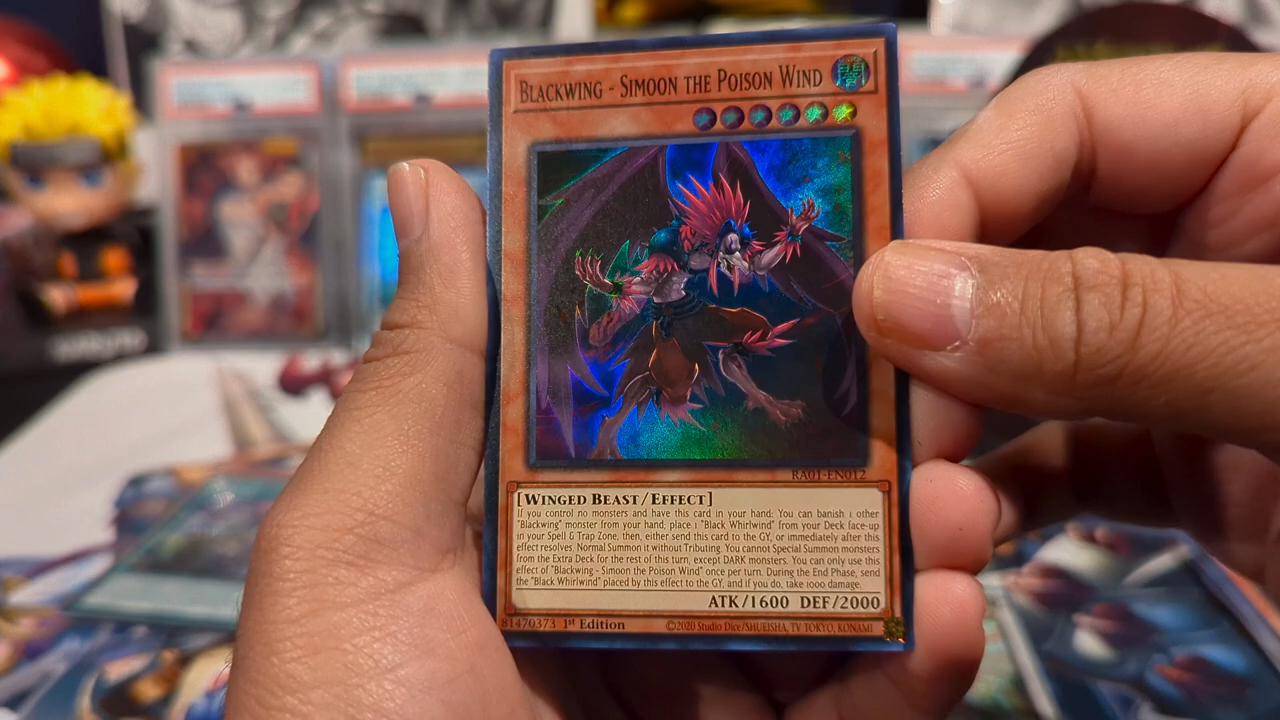 BLACKWING - SIMOON THE POISON WIND
闇
RA01-EN012
[WINGED BEAST/EFFECT]
If you control no monsters and have this card in your hand: You can banish 1 other
"Blackwing" monster from your hand; place 1 "Black Whirlwind" from your Deck face-up
in your Spell & Trap Zone, then, either send this card to the GY, or immediately after this
effect resolves, Normal Summon it without Tributing. You cannot Special Summon monsters
from the Extra Deck for the rest of this turn, except DARK monsters. You can only use this
effect of "Blackwing - Simoon the Poison Wind" once per turn. During the End Phase, send
the "Black Whirlwind" placed by this effect to the GY, and if you do, take 1000 damage.
ATK/1600 DEF/2000
81470373 1st Edition ©2020 Studio Dice/SHUEISHA, TV TOKYO, KONAMI